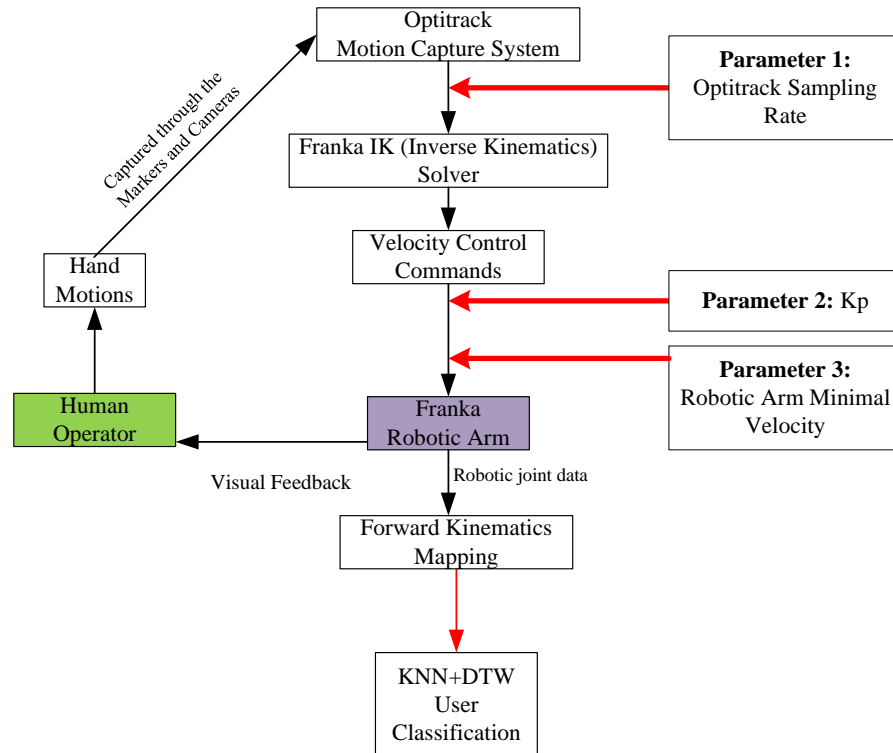 Optitrack
Motion Capture System
Parameter 1:
Optitrack Sampling
Rate
Captured through the
Markers and Cameras
Franka IK (Inverse Kinematics)
Solver
Velocity Control
Commands
Hand
Motions
Parameter 2: Kp
Parameter 3:
Robotic Arm Minimal
Velocity
Human
Operator
Franka
Robotic Arm
Visual Feedback
Robotic joint data
Forward Kinematics
Mapping
KNN+DTW
User
Classification